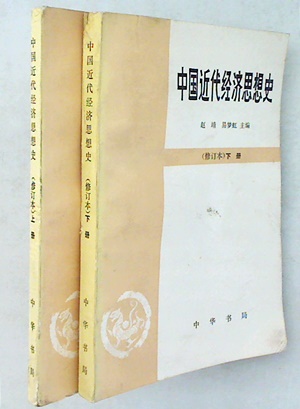 中国近代经济思想史
(修订本)上册
中华书局
中国近代经济思想史
(修订本)下册
中华书局
中国近代经济思想史
赵靖 易梦虹 主编
(修订本)下册
中华书局